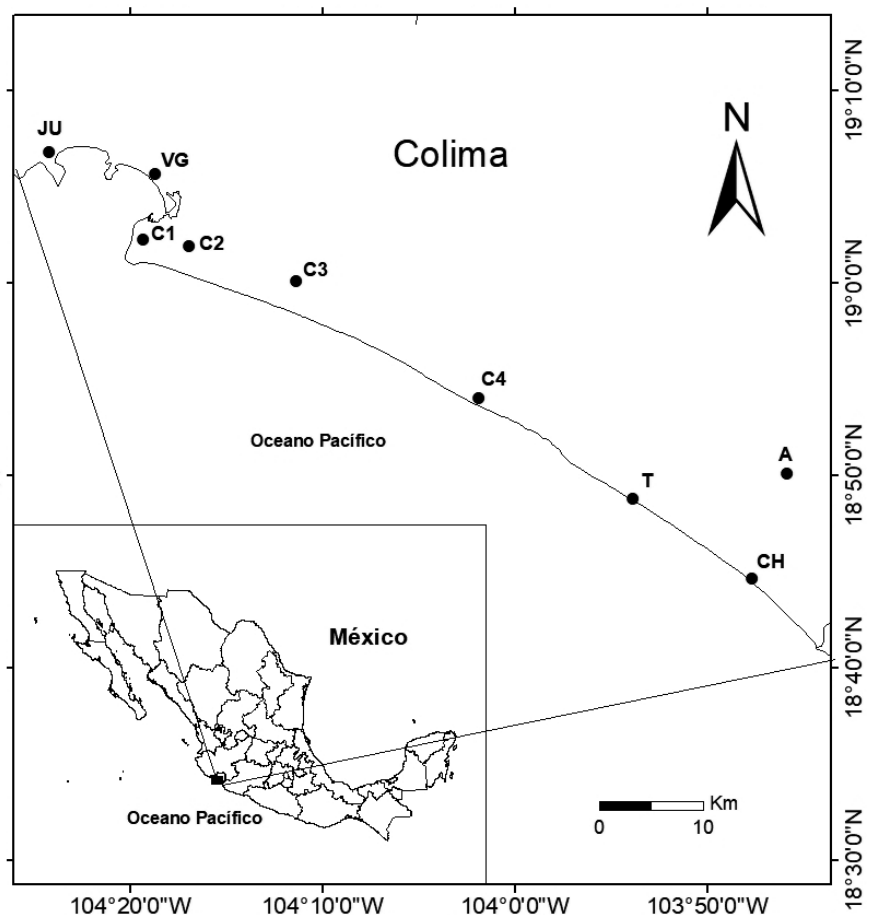 JU
VG
Colima
N
C1
C2
C3
C4
Oceano Pacífico
A
T
CH
México
Oceano Pacífico
Km
0 10
19°10'0"N
19°0'0"N
18°50'0"N
18°40'0"N
18°30'0"N
104°20'0"W 104°10'0"W 104°0'0"W 103°50'0"W